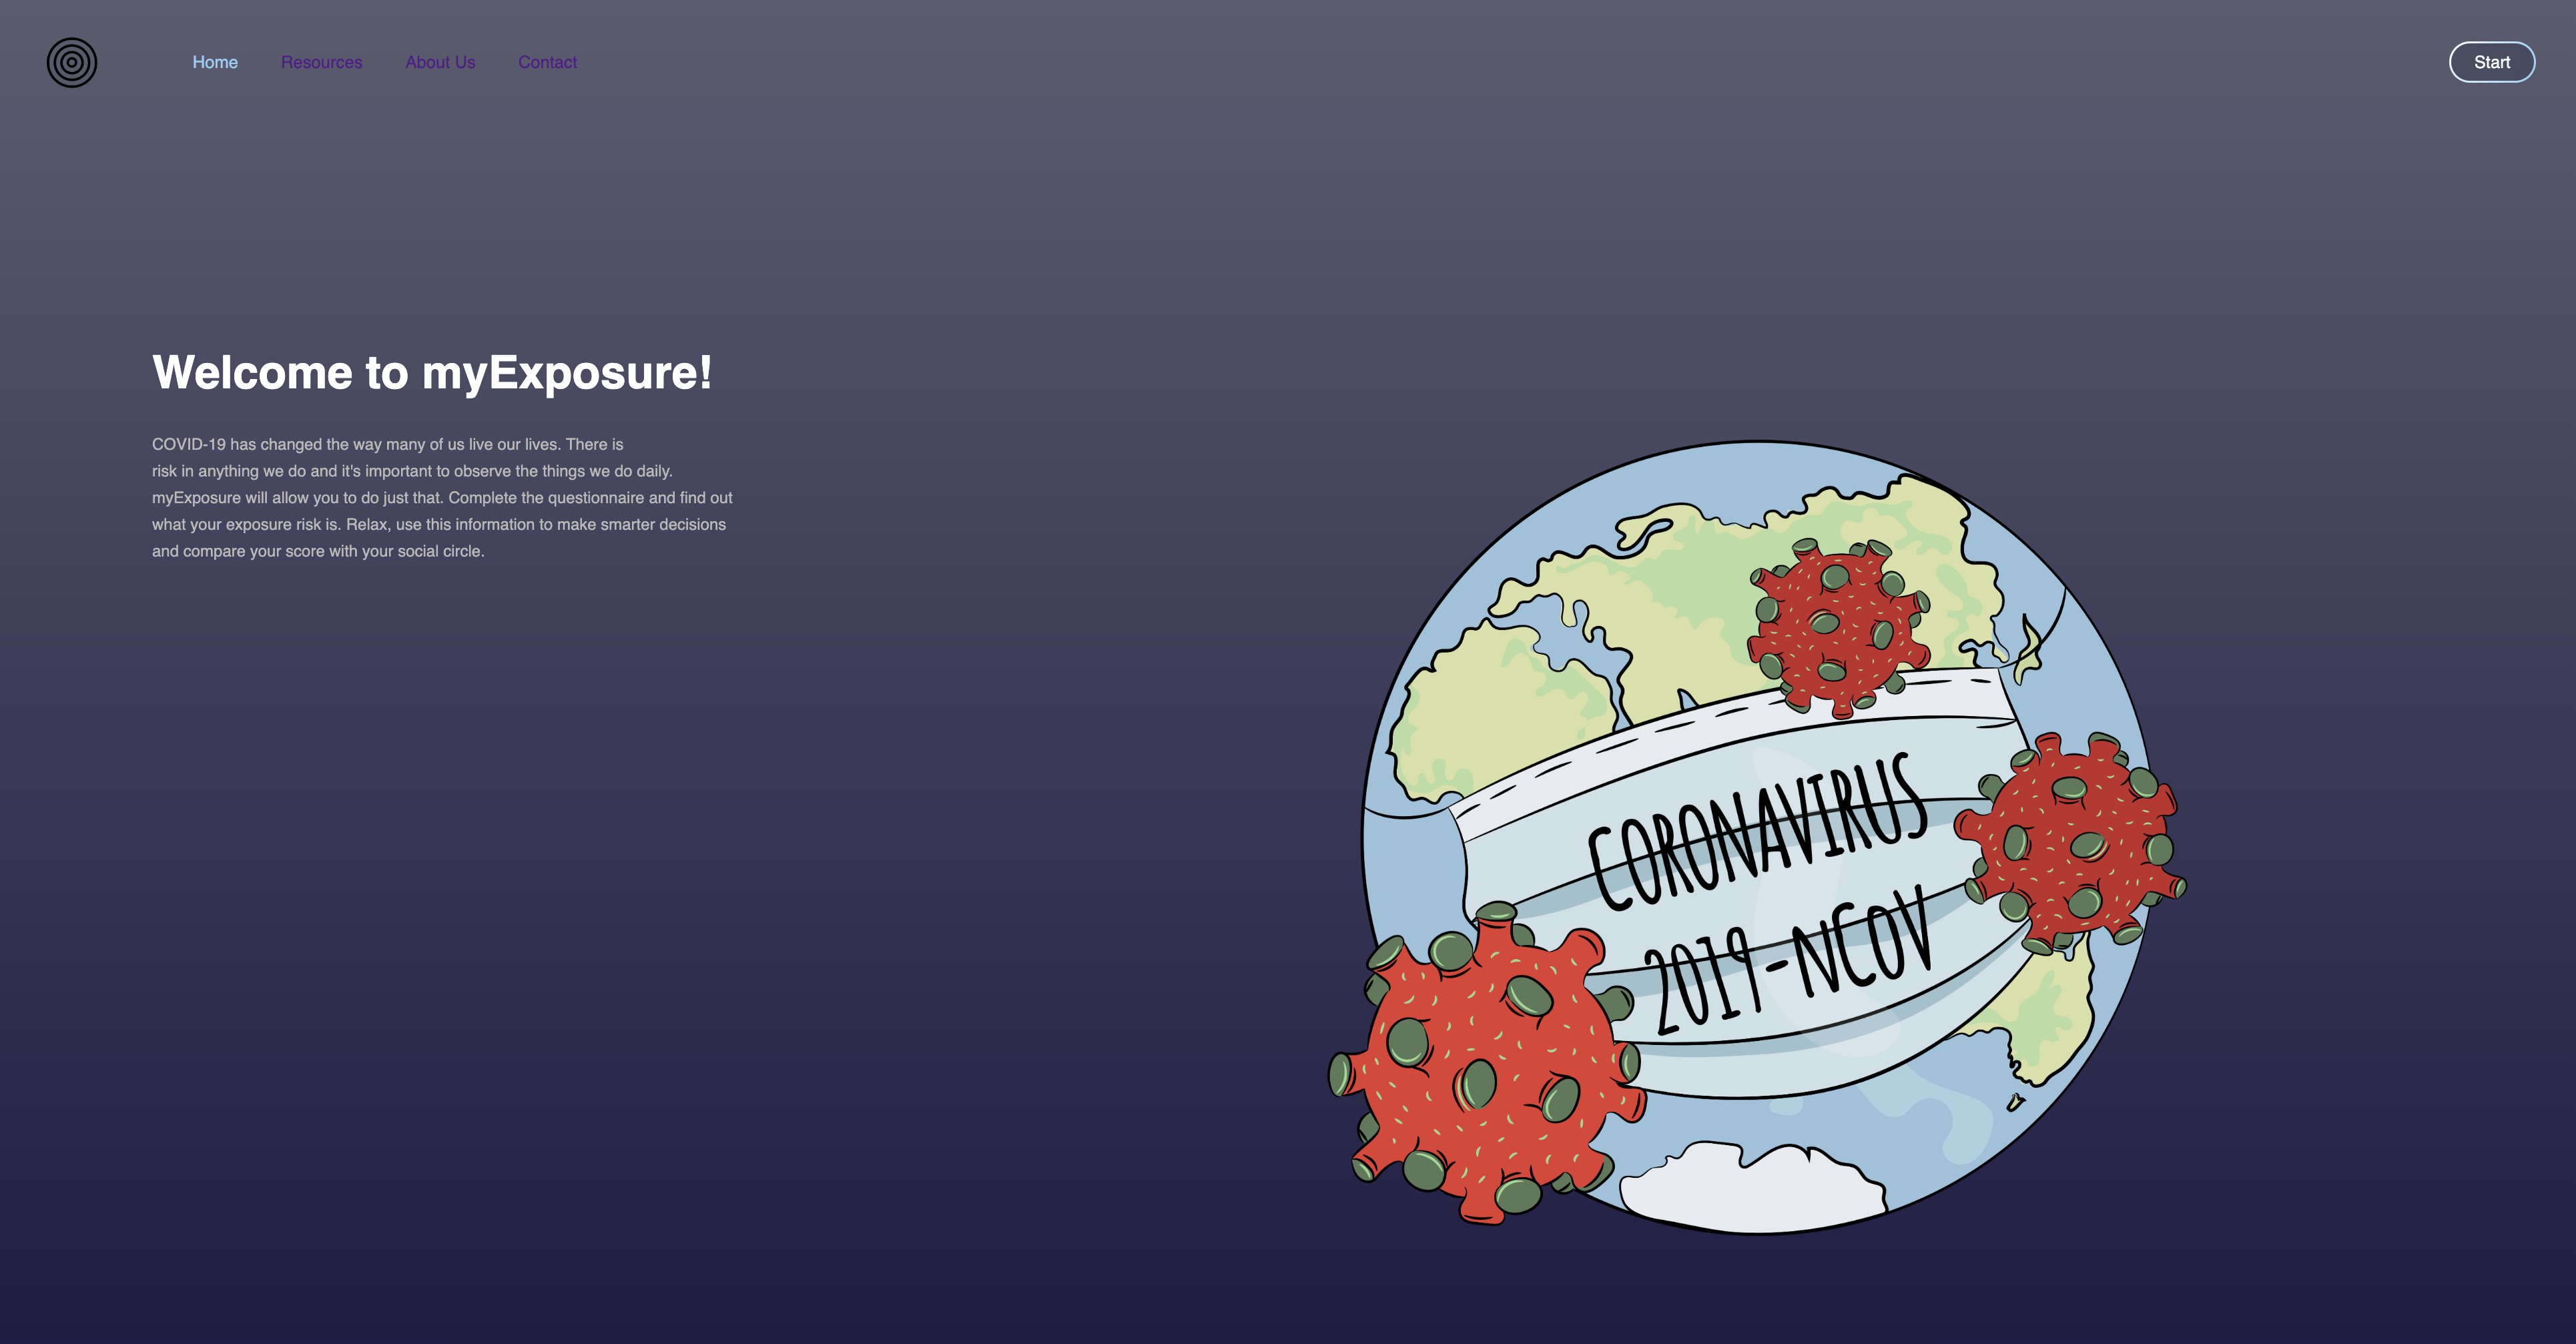 Home
Resources
About Us
Contact
Start
Welcome to myExposure!
COVID-19 has changed the way many of us live our lives. There is
risk in anything we do and it's important to observe the things we do daily.
myExposure will allow you to do just that. Complete the questionnaire and find out
what your exposure risk is. Relax, use this information to make smarter decisions
and compare your score with your social circle.
CORONAVIRUS
2019-NCOV